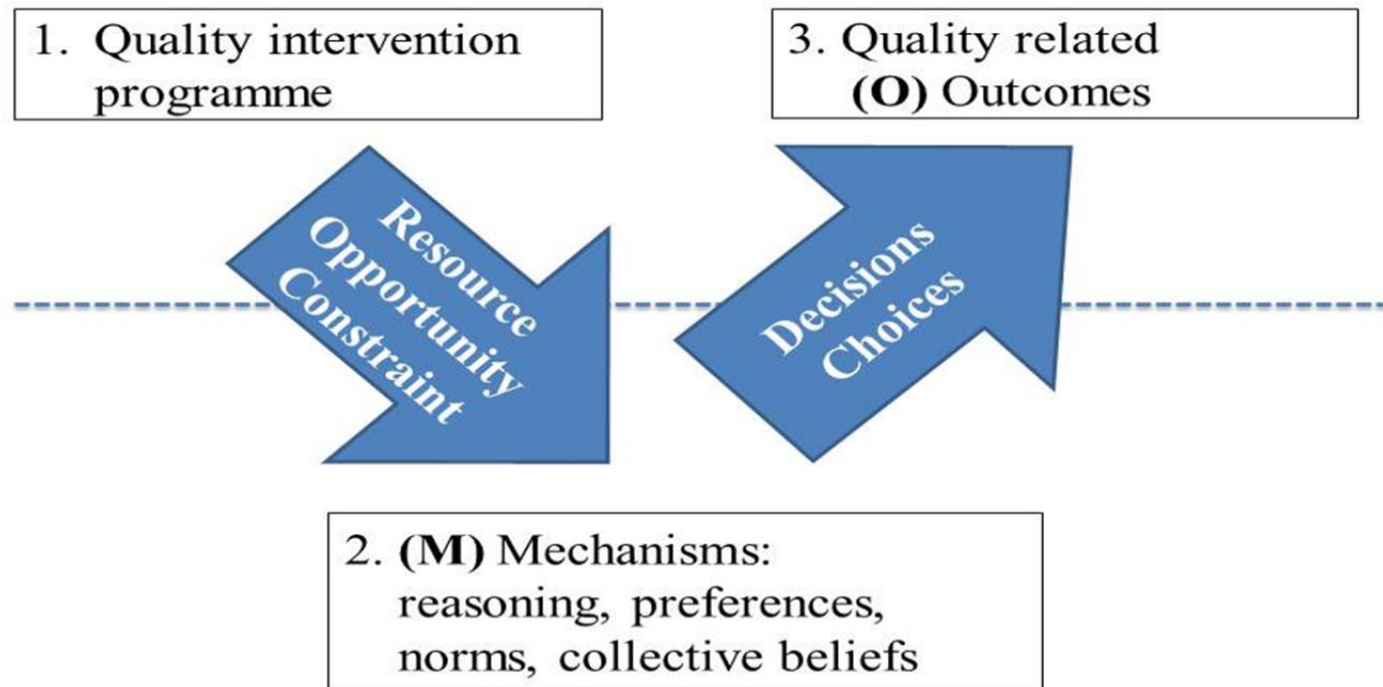 1. Quality intervention
programme
3. Quality related
(O) Outcomes
Resource
Opportunity
Constraint
Decisions
Choices
2. (M) Mechanisms:
reasoning, preferences,
norms, collective beliefs